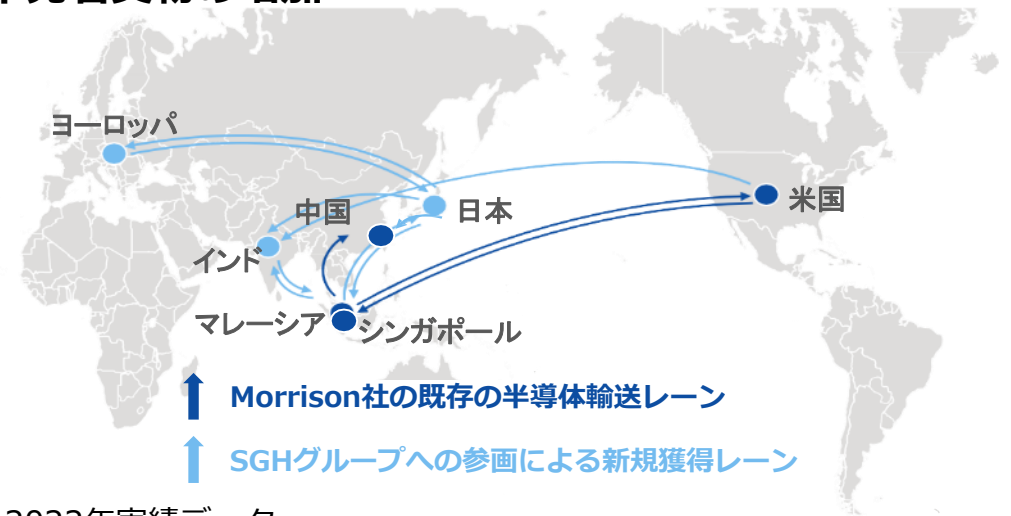 ヨーロッパ
中国
日本
米国
インド
マレーシア
シンガポール
Morrison社の既存の半導体輸送レーン
SGHグループへの参画による新規獲得レーン